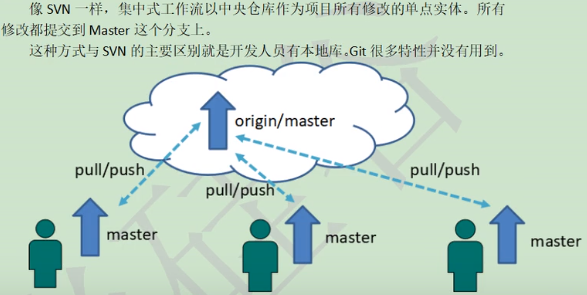 像 SVN 一样，集中式工作流以中央仓库作为项目所有修改的单点实体。所有
修改都提交到 Master 这个分支上。
这种方式与 SVN 的主要区别就是开发人员有本地库。Git 很多特性并没有用到。
origin/master
pull/push
pull/push
pull/push
master
master
master